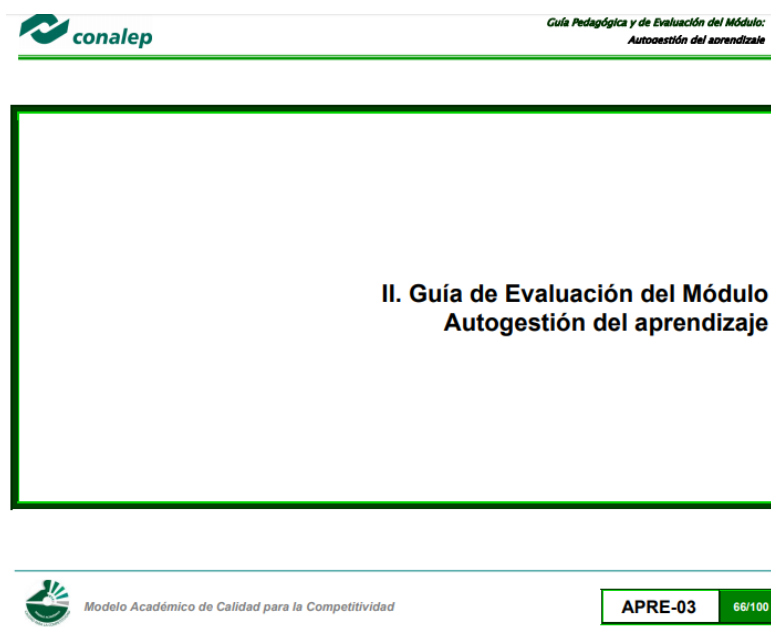 conalep
Guía Pedagógica y de Evaluación del Módulo:
Autogestión del aprendizaje
II. Guía de Evaluación del Módulo
Autogestión del aprendizaje
Modelo Académico de Calidad para la Competitividad
APRE-03
66/100